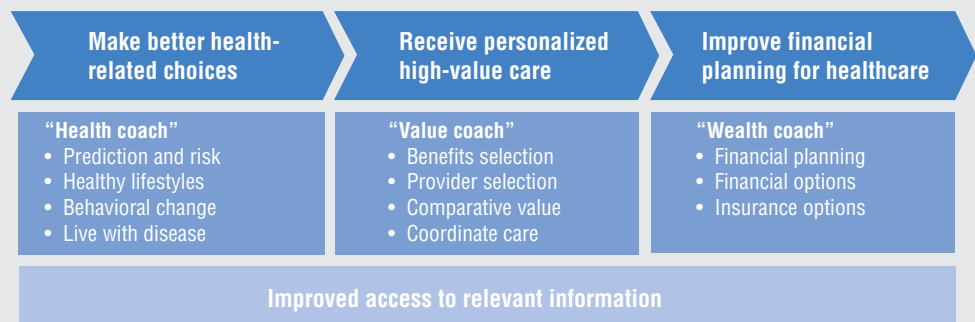 Make better health-
related choices
Receive personalized
high-value care
Improve financial
planning for healthcare
“Health coach”
• Prediction and risk
• Healthy lifestyles
• Behavioral change
• Live with disease
“Value coach”
• Benefits selection
• Provider selection
• Comparative value
• Coordinate care
“Wealth coach”
• Financial planning
• Financial options
• Insurance options
Improved access to relevant information